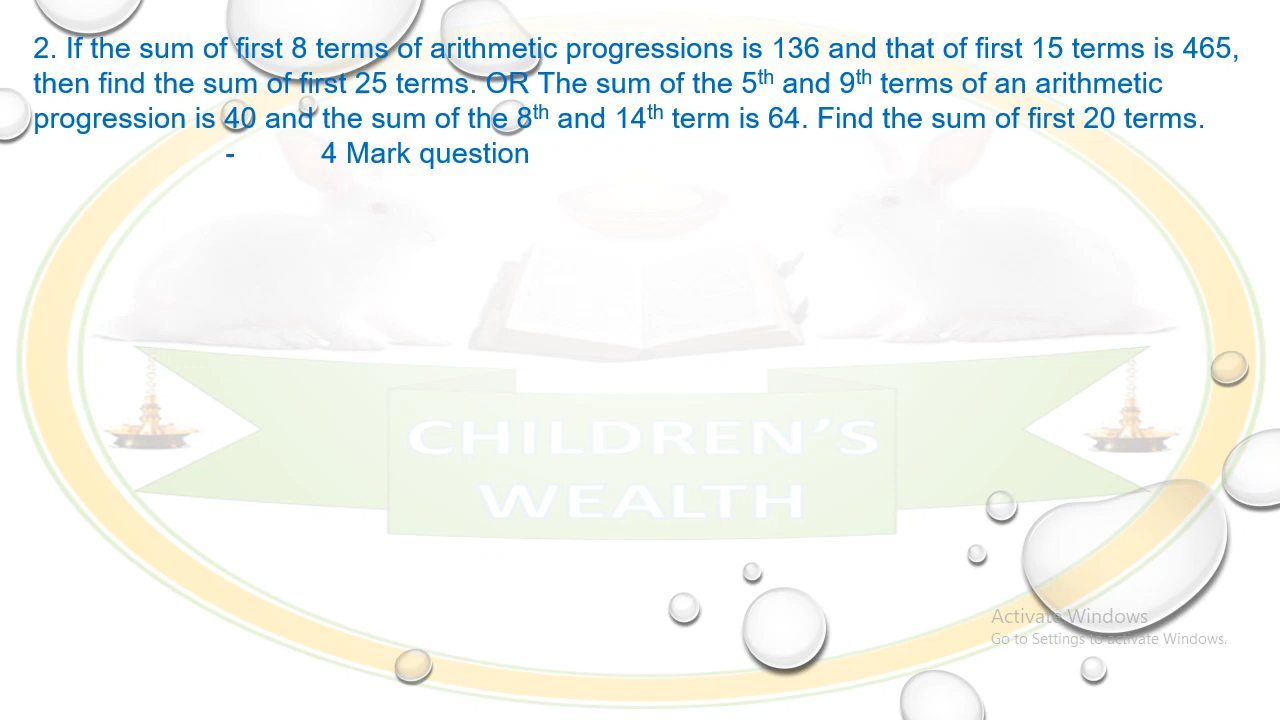 2. If the sum of first 8 terms of arithmetic progressions is 136 and that of first 15 terms is 465,
then find the sum of first 25 terms. OR The sum of the 5th and 9th terms of an arithmetic
progression is 40 and the sum of the 8th and 14th term is 64. Find the sum of first 20 terms.
- 4 Mark question
CHILDREN'S
WEALTH
Activate Windows
Go to Settings to activate Windows.